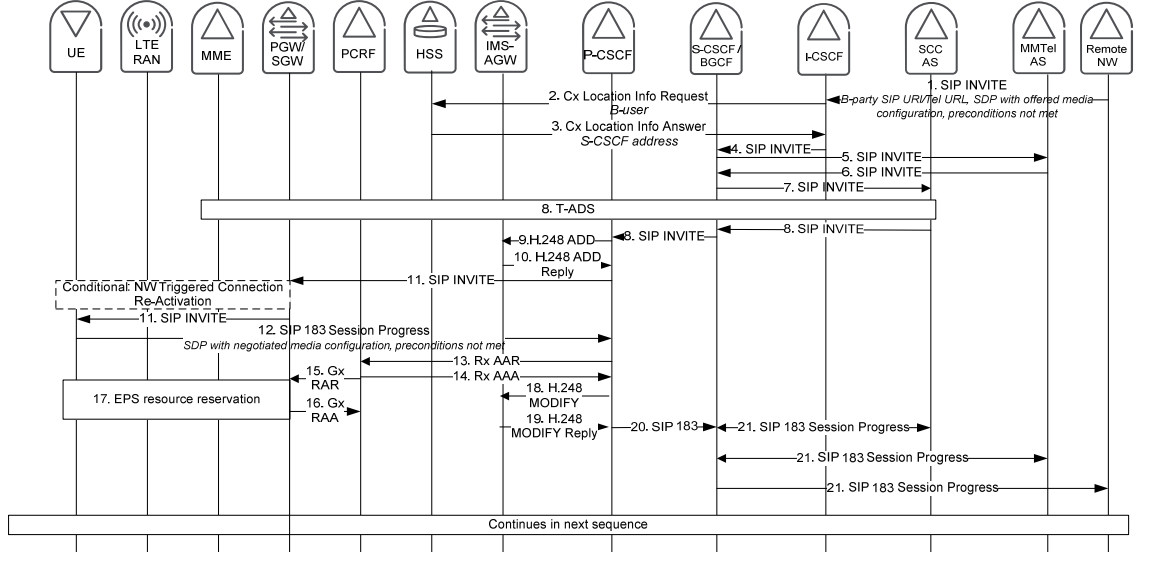 UE
LTE
RAN
MME
PGW/
SGW
PCRF
HSS
IMS-
AGW
P-CSCF
S-CSCF /
BGCF
I-CSCF
SCC
AS
MMTel
AS
Remote
NW
1. SIP INVITE
B-party SIP URI/Tel URL, SDP with offered media
configuration, preconditions not met
2. Cx Location Info Request
B-user
3. Cx Location Info Answer
S-CSCF address
4. SIP INVITE
5. SIP INVITE
6. SIP INVITE
7. SIP INVITE
8. T-ADS
8. SIP INVITE
8. SIP INVITE
9.H.248 ADD
10. H.248 ADD
Reply
11. SIP INVITE
Conditional: NW Triggered Connection
Re-Activation
11. SIP INVITE
12. SIP 183 Session Progress
SDP with negotiated media configuration, preconditions not met
13. Rx AAR
14. Rx AAA
15. Gx
RAR
16. Gx
RAA
17. EPS resource reservation
18. H.248
MODIFY
19. H.248
MODIFY Reply
20. SIP 183
21. SIP 183 Session Progress
21. SIP 183 Session Progress
21. SIP 183 Session Progress
Continues in next sequence